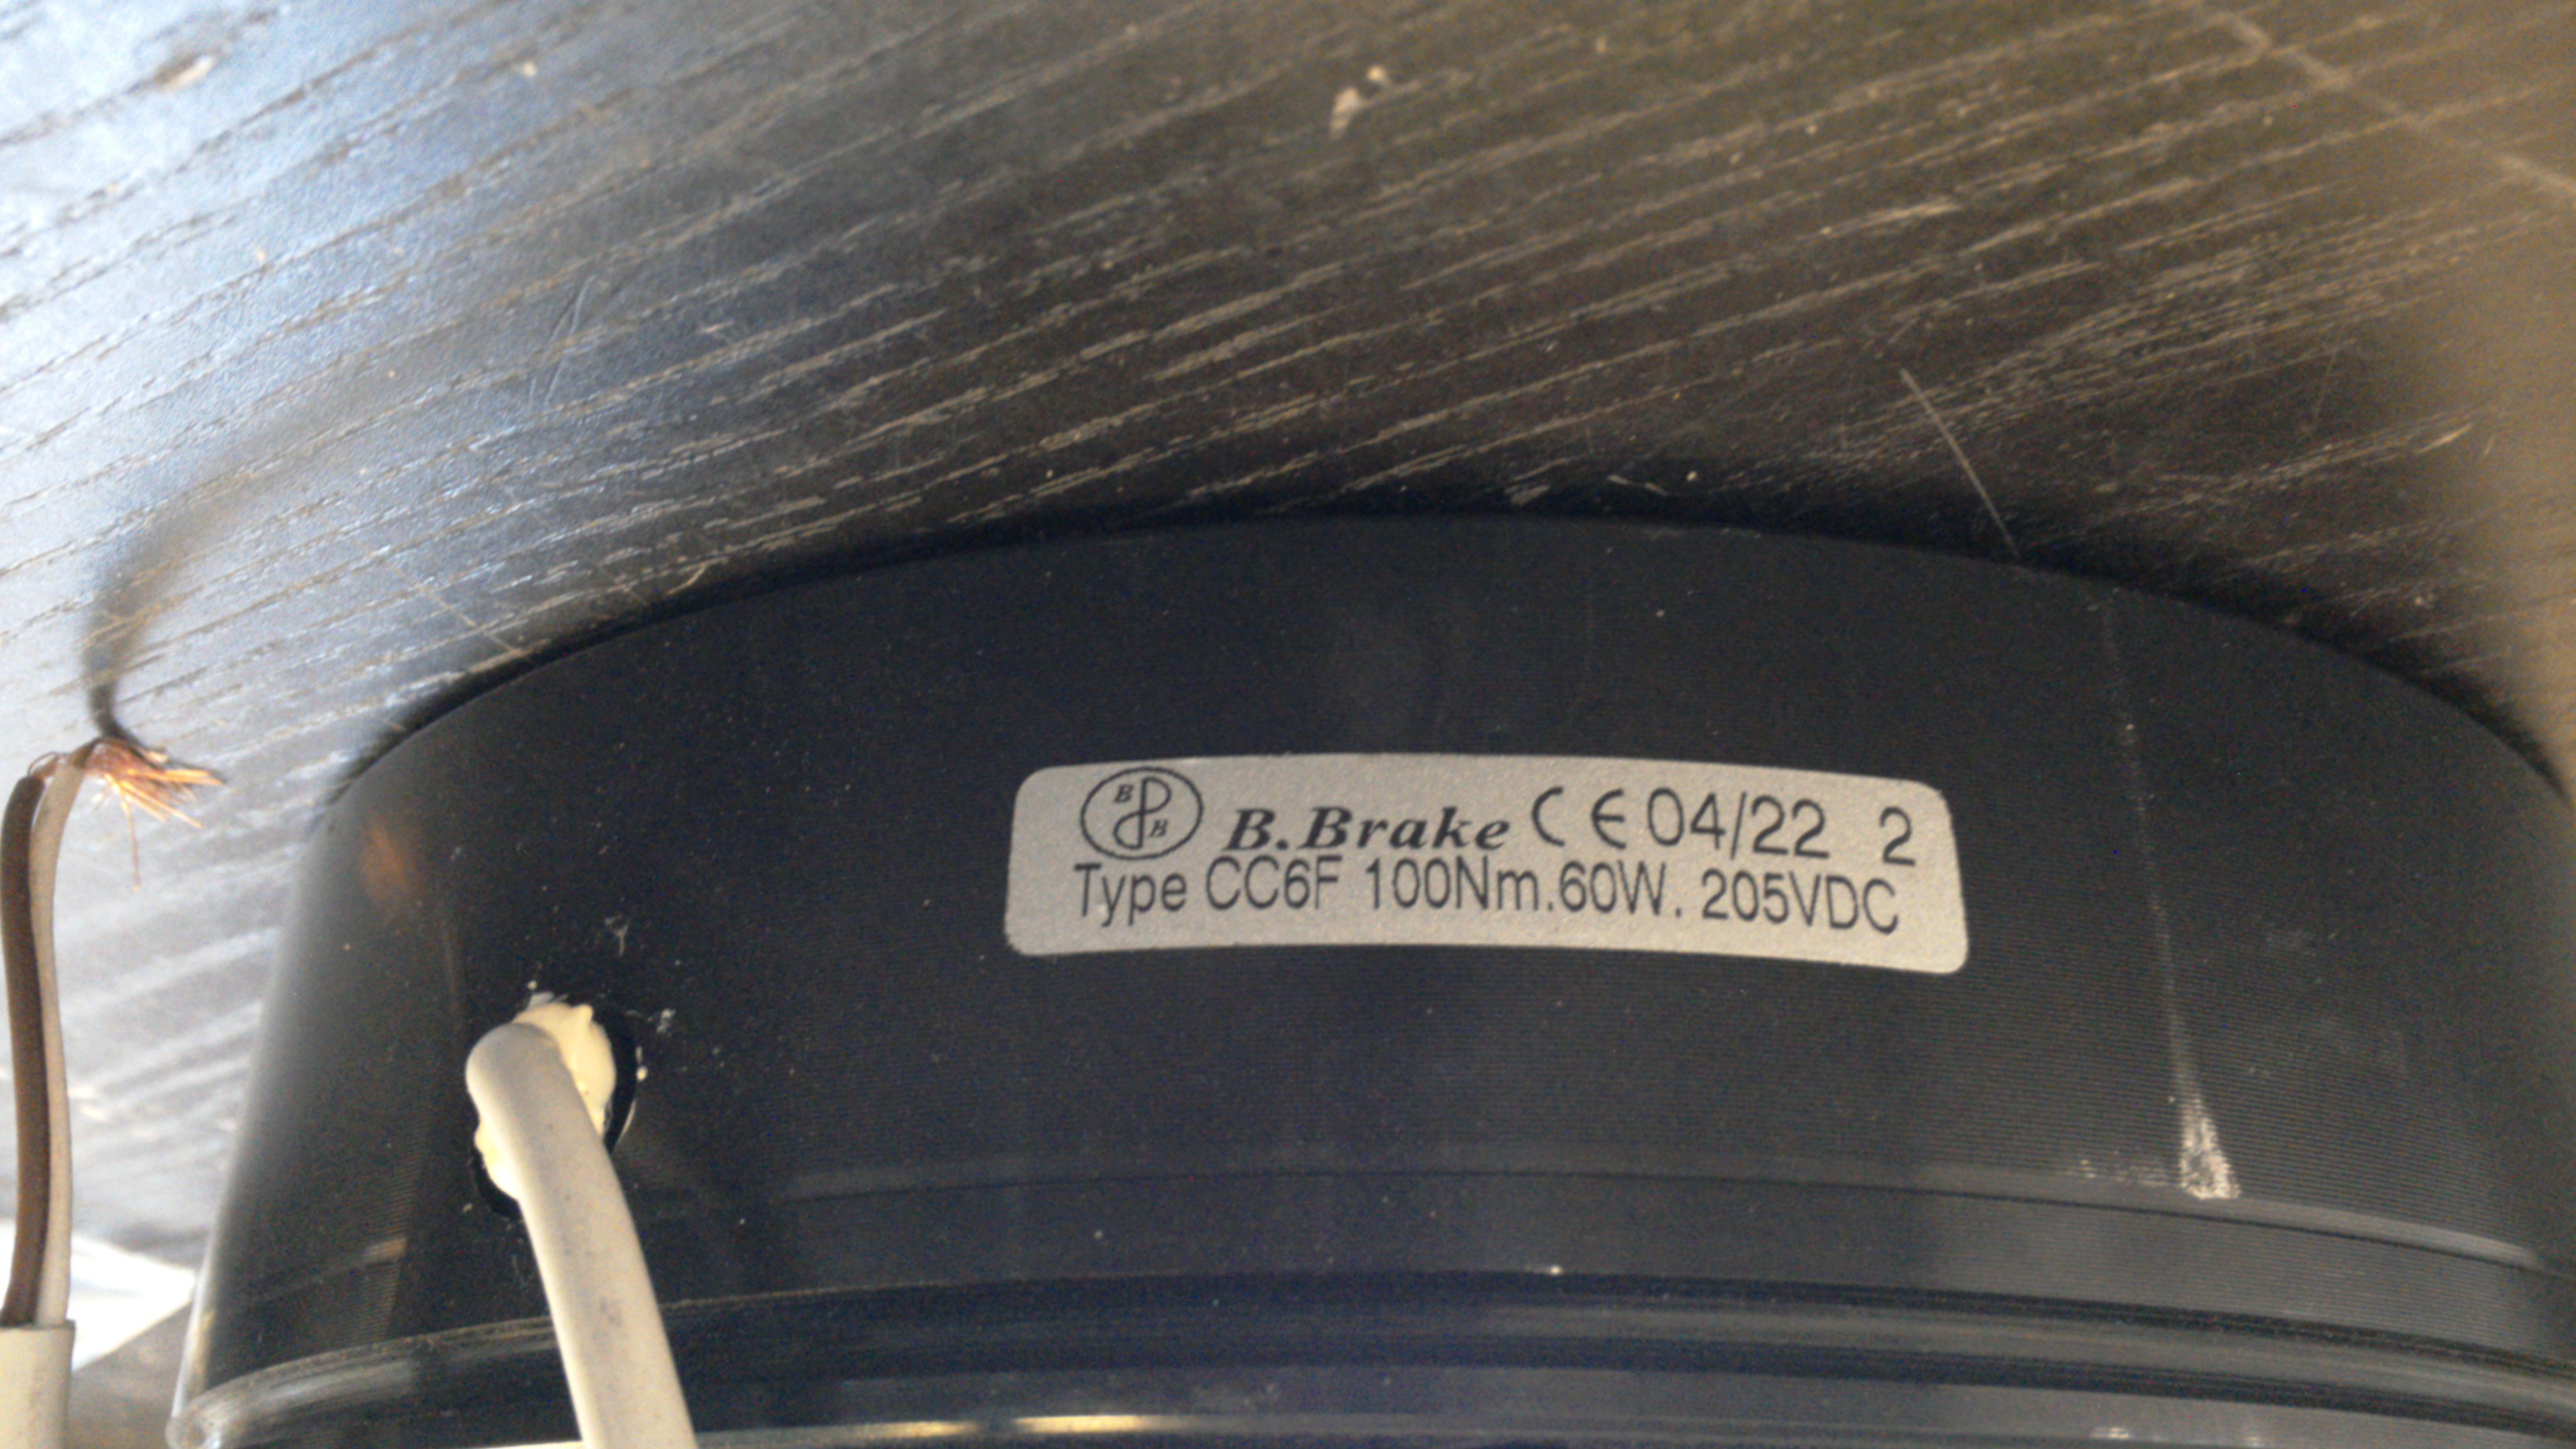 B B B.Brake CE 04/22 2
Type CC6F 100Nm.60W. 205VDC